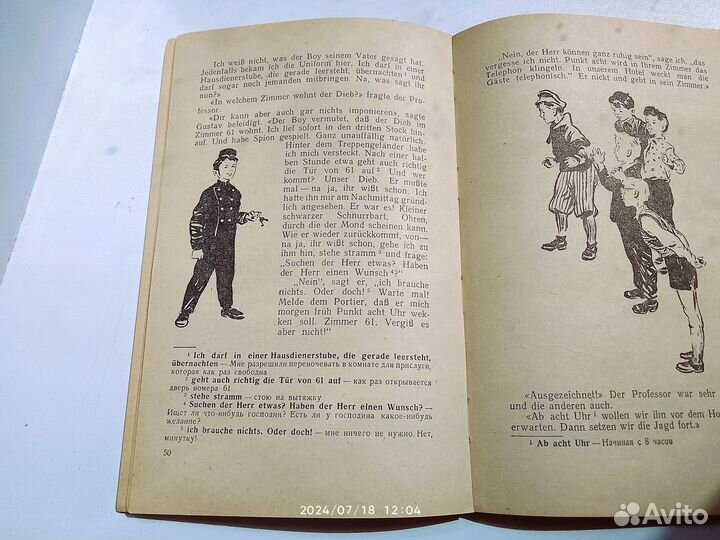 Ich weiß nicht, was der Boy seinem Vater gesagt hat.
Jedenfalls bekam ich die Uniform hier. Ich darf in einer
Hausdienerstube, die gerade leersteht, übernachten¹ und
darf sogar noch jemanden mitbringen. Na, was sagt ihr
nun?»
«In welchem Zimmer wohnt der Dieb?» fragte der Pro-
fessor.
«Dir kann aber auch gar nichts imponieren», sagte
Gustav beleidigt. «Der Boy vermutet, daß der Dieb im
Zimmer 61 wohnt. Ich lief sofort in den dritten Stock hin-
auf. Und habe Spion gespielt. Ganz unauffällig natürlich.
Hinter dem Treppengeländer habe
ich mich versteckt. Nach einer hal-
ben Stunde etwa geht auch richtig
die Tür von 61 auf². Und wer
kommt? Unser Dieb. Er mußte
mal—na ja, ihr wißt schon. Ich
hatte ihn mir am Nachmittag gründ-
lich angesehen. Er war es! Kleiner
schwarzer Schnurrbart, Ohren,
durch die der Mond scheinen kann.
Wie er wieder zurückkommt, von—
na ja, ihr wißt schon, gehe ich zu
ihm hin, stehe stramm³ und frage:
„Suchen der Herr etwas? Haben
der Herr einen Wunsch⁴?“
„Nein“, sagt er, „ich brauche
nichts. Oder doch!⁵ Warte mal!
Melde dem Portier, daß er mich
morgen früh Punkt acht Uhr wek-
ken soll. Zimmer 61. Vergiß es
aber nicht!“
¹ Ich darf in einer Hausdienerstube, die gerade leersteht,
übernachten — Мне разрешили переночевать в комнате для прислуги,
которая как раз свободна
² geht auch richtig die Tür von 61 auf — как раз открывается
дверь номера 61
³ stehe stramm — стою на вытяжку
⁴ Suchen der Herr etwas? Haben der Herr einen Wunsch? —
Ищет ли что-нибудь господин? Есть ли у господина какое-нибудь
желание?
⁵ ich brauche nichts. Oder doch! — мне ничего не нужно. Нет,
минутку!
50
„Nein, der Herr können ganz ruhig sein“, sage ich, „das
vergesse ich nicht. Punkt acht wird in Ihrem Zimmer das
Telephon klingeln. In unserem Hotel weckt man die
Gäste telephonisch.“ Er nickt und geht in sein Zimmer.»
«Ausgezeichnet!» Der Professor war sehr
und die anderen auch.
«Ab acht Uhr¹ wollen wir ihn vor dem Ho
erwarten. Dann setzen wir die Jagd fort.»
¹ Ab acht Uhr — Начиная с 8 часов
2024/07/18 12:04
Avito